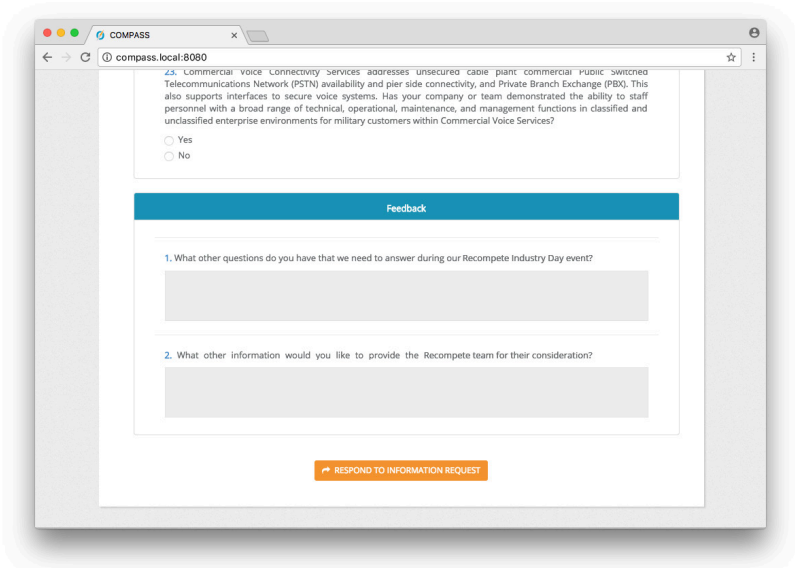 COMPASS
compass.local:8080
23. Commercial Voice Connectivity Services addresses unsecured cable plant commercial Public Switched
Telecommunications Network (PSTN) availability and pier side connectivity, and Private Branch Exchange (PBX). This
also supports interfaces to secure voice systems. Has your company or team demonstrated the ability to staff
personnel with a broad range of technical, operational, maintenance, and management functions in classified and
unclassified enterprise environments for military customers within Commercial Voice Services?
Yes
No
Feedback
1. What other questions do you have that we need to answer during our Recompete Industry Day event?
2. What other information would you like to provide the Recompete team for their consideration?
RESPOND TO INFORMATION REQUEST